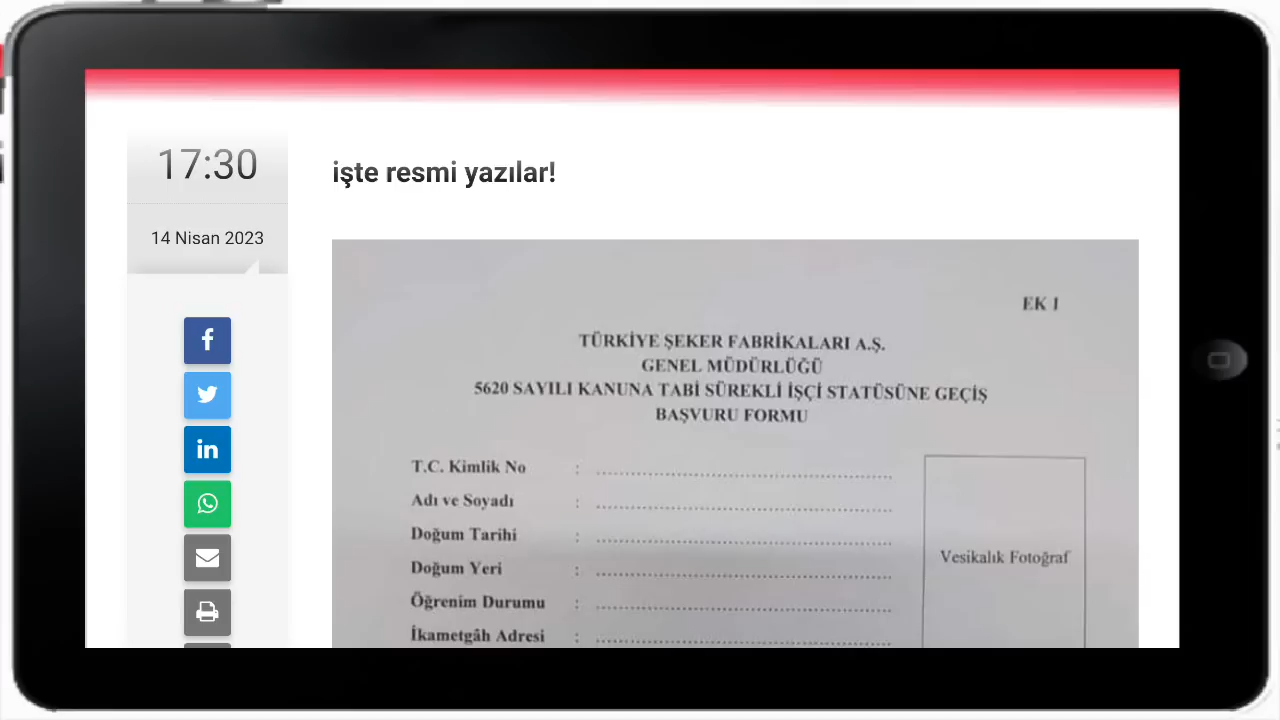 17:30
14 Nisan 2023
işte resmi yazılar!
EK 1
TÜRKİYE ŞEKER FABRİKALARI A.Ş.
GENEL MÜDÜRLÜĞÜ
5620 SAYILI KANUNA TABİ SÜREKLİ İŞÇİ STATÜSÜNE GEÇİŞ
BAŞVURU FORMU
T.C. Kimlik No :
Adı ve Soyadı :
Doğum Tarihi :
Doğum Yeri :
Öğrenim Durumu :
İkametgâh Adresi :
Vesikalık Fotoğraf